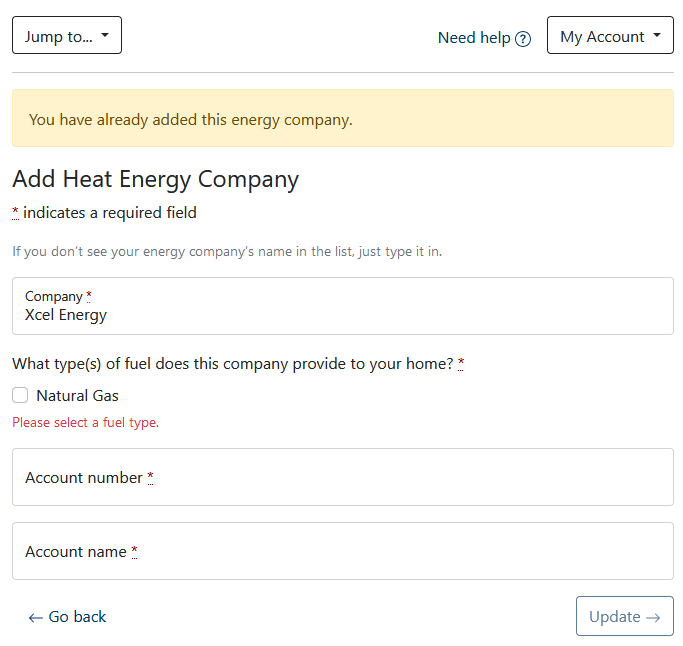 Jump to...
Need help ?
My Account
You have already added this energy company.
Add Heat Energy Company
* indicates a required field
If you don't see your energy company's name in the list, just type it in.
Company *
Xcel Energy
What type(s) of fuel does this company provide to your home? *
Natural Gas
Please select a fuel type.
Account number *
Account name *
← Go back
Update →